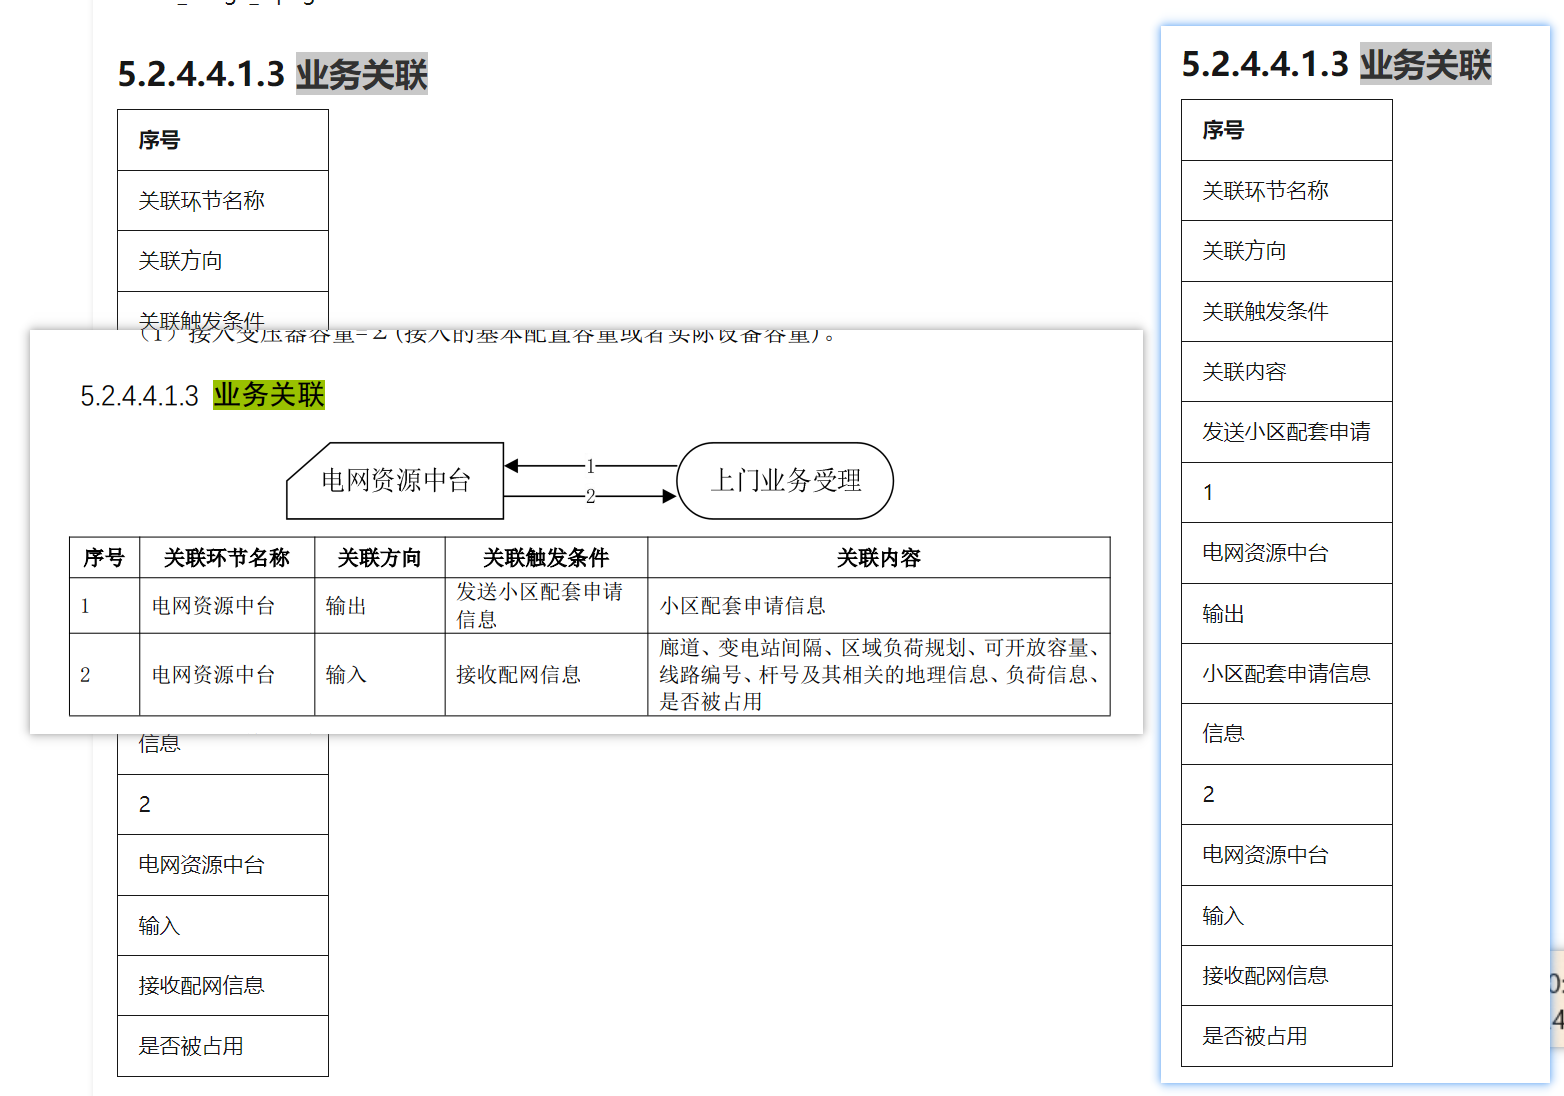 5.2.4.4.1.3 业务关联
序号
关联环节名称
关联方向
关联触发条件
(1) 接入变压器容量=Σ(接入的基本配置容量或者实际设备容量)。
5.2.4.4.1.3 业务关联
电网资源中台
1
2
上门业务受理
序号 关联环节名称 关联方向 关联触发条件 关联内容
1 电网资源中台 输出 发送小区配套申请
信息 小区配套申请信息
2 电网资源中台 输入 接收配网信息 廊道、变电站间隔、区域负荷规划、可开放容量、
线路编号、杆号及其相关的地理信息、负荷信息、
是否被占用
信息
2
电网资源中台
输入
接收配网信息
是否被占用
5.2.4.4.1.3 业务关联
序号
关联环节名称
关联方向
关联触发条件
关联内容
发送小区配套申请
1
电网资源中台
输出
小区配套申请信息
信息
2
电网资源中台
输入
接收配网信息
是否被占用